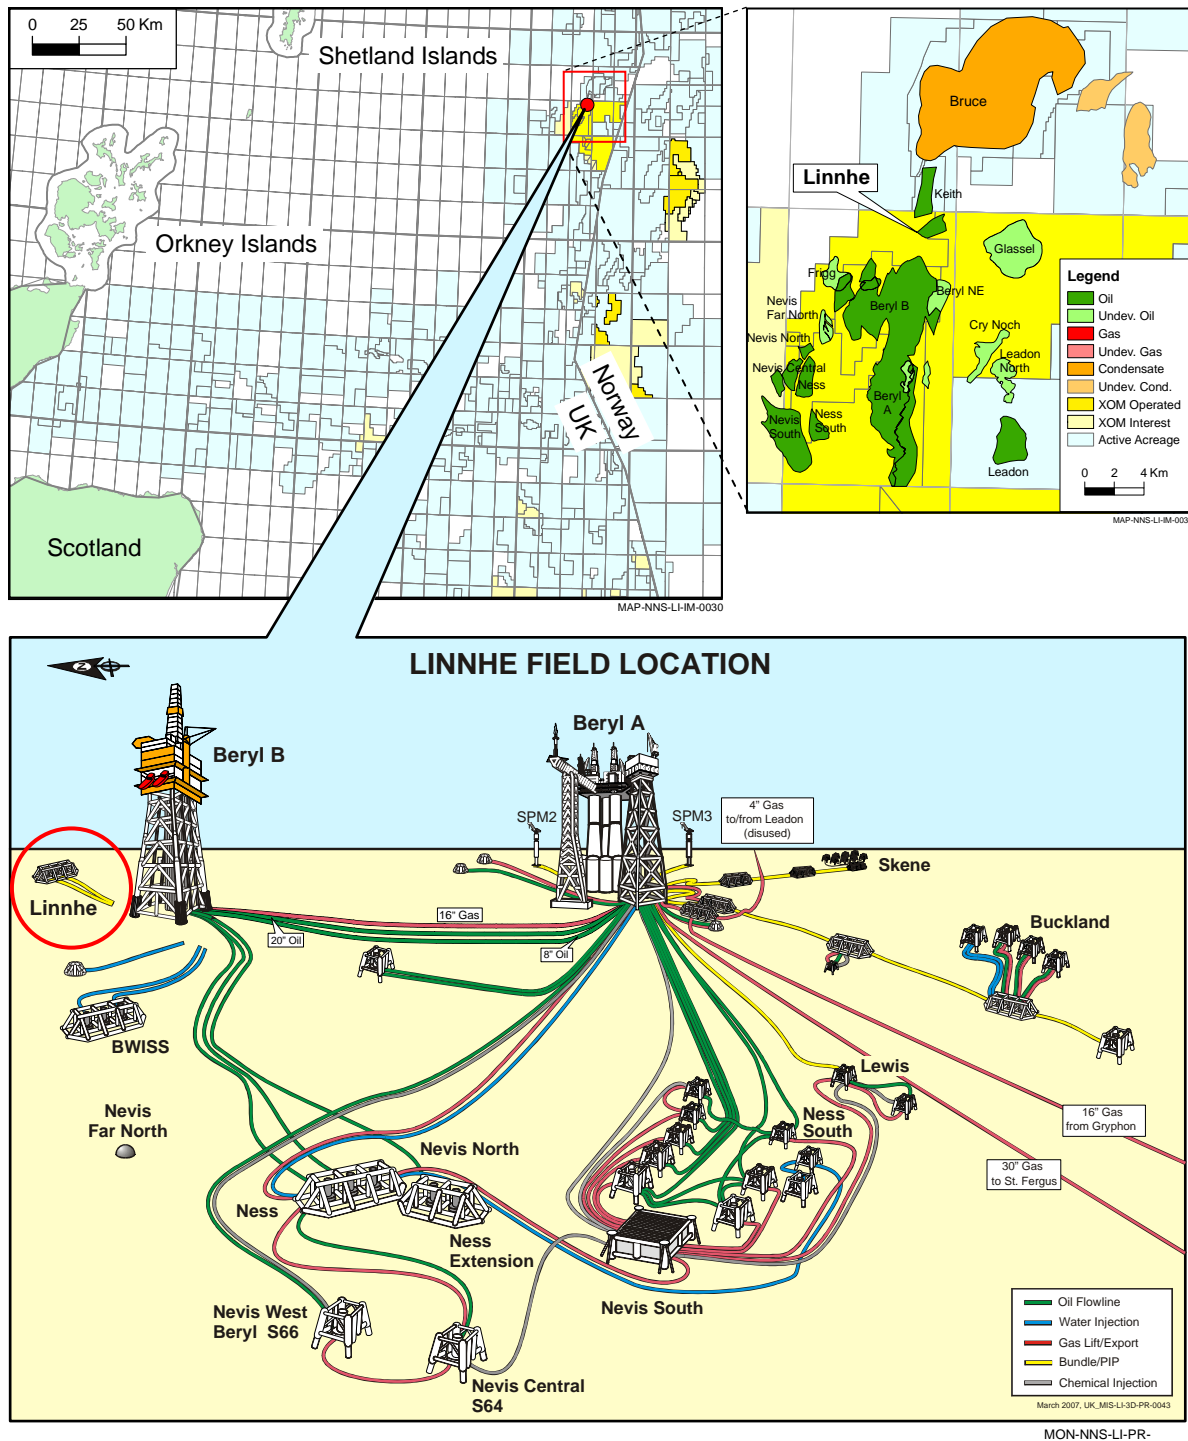 0 25 50 Km
Shetland Islands
Orkney Islands
Scotland
Norway
UK
MAP-NNS-LI-IM-0030
Bruce
Linnhe
Keith
Glassel
Frigg
Beryl NE
Beryl B
Nevis
Far North
Nevis North
Cry Noch
Leadon
North
Nevis Central
Ness
Beryl
A
Nevis
South
Ness
South
Leadon
Legend
Oil
Undev. Oil
Gas
Undev. Gas
Condensate
Undev. Cond.
XOM Operated
XOM Interest
Active Acreage
0 2 4 Km
MAP-NNS-LI-IM-003
LINNHE FIELD LOCATION
Z
Beryl B
Beryl A
SPM2
SPM3
4” Gas
to/from Leadon
(disused)
Skene
Linnhe
16” Gas
20” Oil
8” Oil
Buckland
BWISS
Lewis
Nevis
Far North
Nevis North
Ness
South
16” Gas
from Gryphon
30” Gas
to St. Fergus
Ness
Ness
Extension
Nevis South
Nevis West
Beryl S66
Nevis Central
S64
Oil Flowline
Water Injection
Gas Lift/Export
Bundle/PIP
Chemical Injection
March 2007, UK_MIS-LI-3D-PR-0043
MON-NNS-LI-PR-